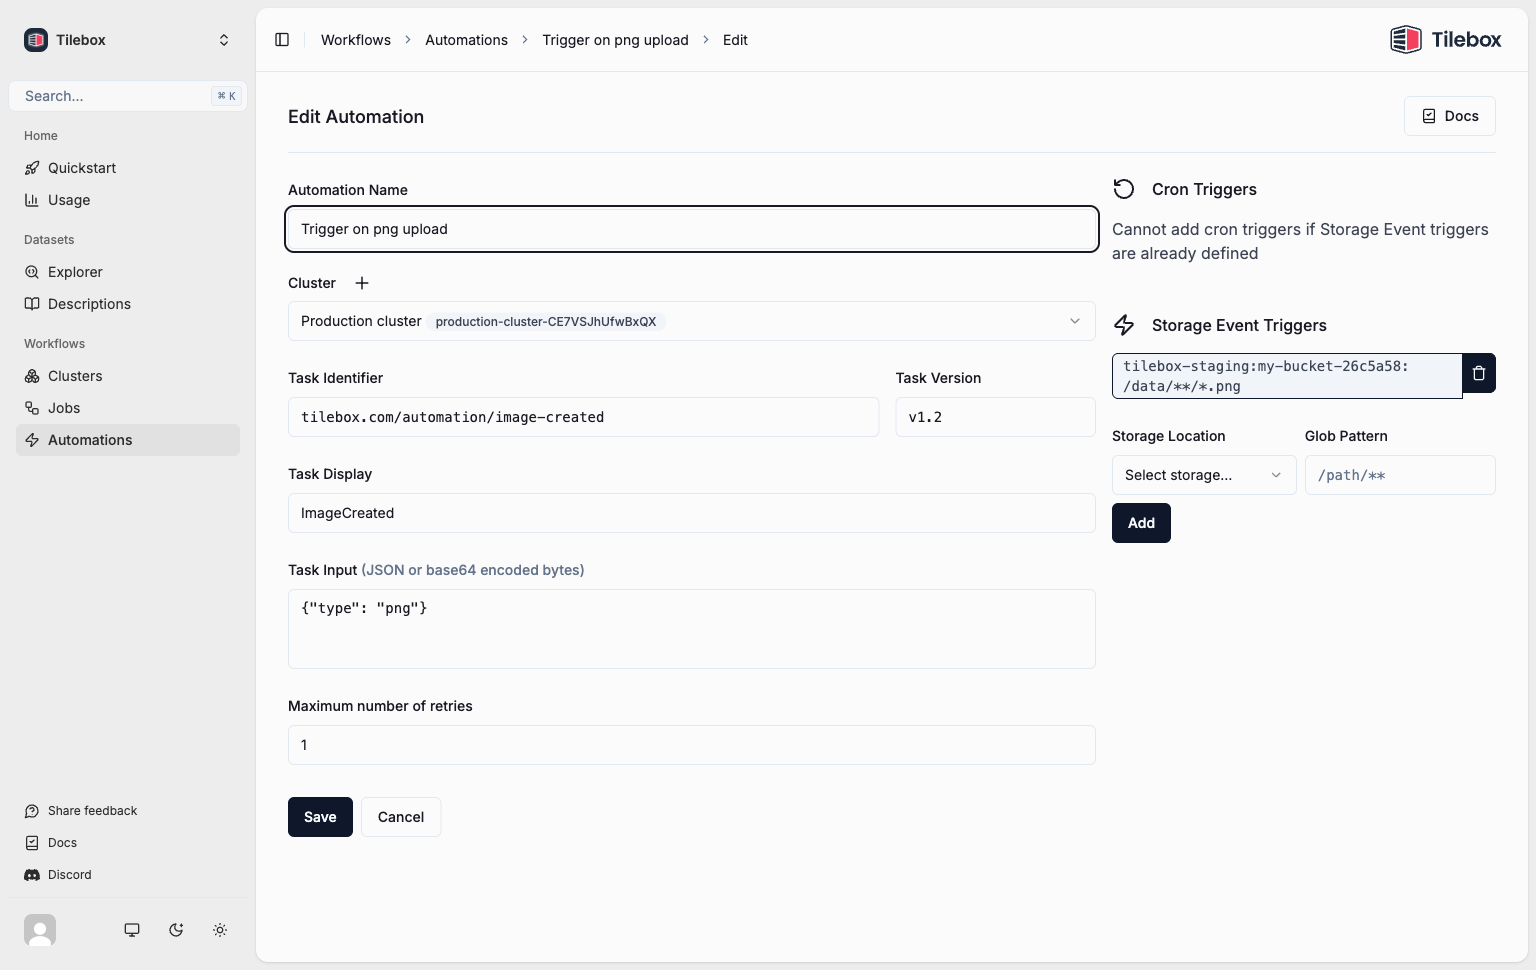 Tilebox
Search...
⌘ K
Home
Quickstart
Usage
Datasets
Explorer
Descriptions
Workflows
Clusters
Jobs
Automations
Share feedback
Docs
Discord
Workflows > Automations > Trigger on png upload > Edit
Tilebox
Edit Automation
Docs
Automation Name
Trigger on png upload
Cluster
Production cluster production-cluster-CE7VSJhUfwBxQX
Task Identifier
tilebox.com/automation/image-created
Task Version
v1.2
Task Display
ImageCreated
Task Input (JSON or base64 encoded bytes)
{"type": "png"}
Maximum number of retries
1
Save
Cancel
Cron Triggers
Cannot add cron triggers if Storage Event triggers
are already defined
Storage Event Triggers
tilebox-staging:my-bucket-26c5a58:
/data/**/*.png
Storage Location
Select storage...
Glob Pattern
/path/**
Add